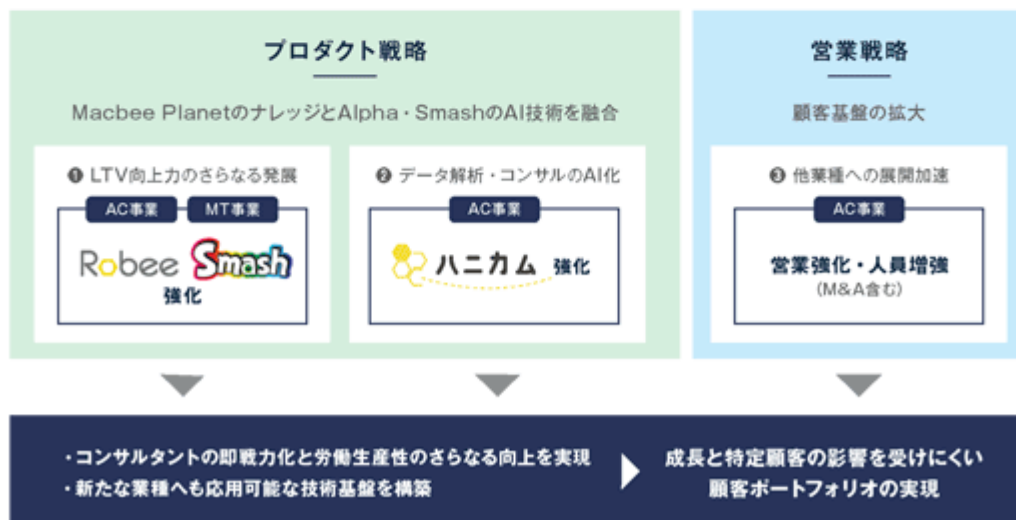 プロダクト戦略
Macbee PlanetのナレッジとAlpha・SmashのAI技術を融合
❶ LTV向上力のさらなる発展
AC事業 MT事業
Robee Smash
強化
❷ データ解析・コンサルのAI化
AC事業
ハニカム 強化
営業戦略
顧客基盤の拡大
❸ 他業種への展開加速
AC事業
営業強化・人員増強
(M&A含む)
・コンサルタントの即戦力化と労働生産性のさらなる向上を実現
・新たな業種へも応用可能な技術基盤を構築
成長と特定顧客の影響を受けにくい
顧客ポートフォリオの実現